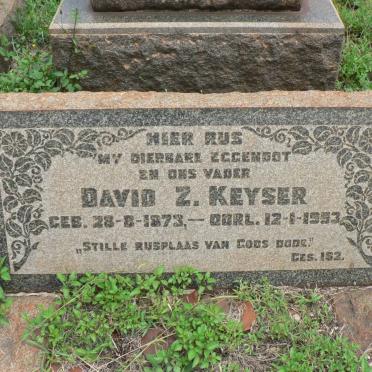 HIER RUS
MY DIERBARE EGGENOOT
EN ONS VADER
DAVID Z. KEYSER
GEB. 28-6-1873,— OORL. 12-1-1953
„STILLE RUSPLAAS VAN GODS DODE"
GES. 152.